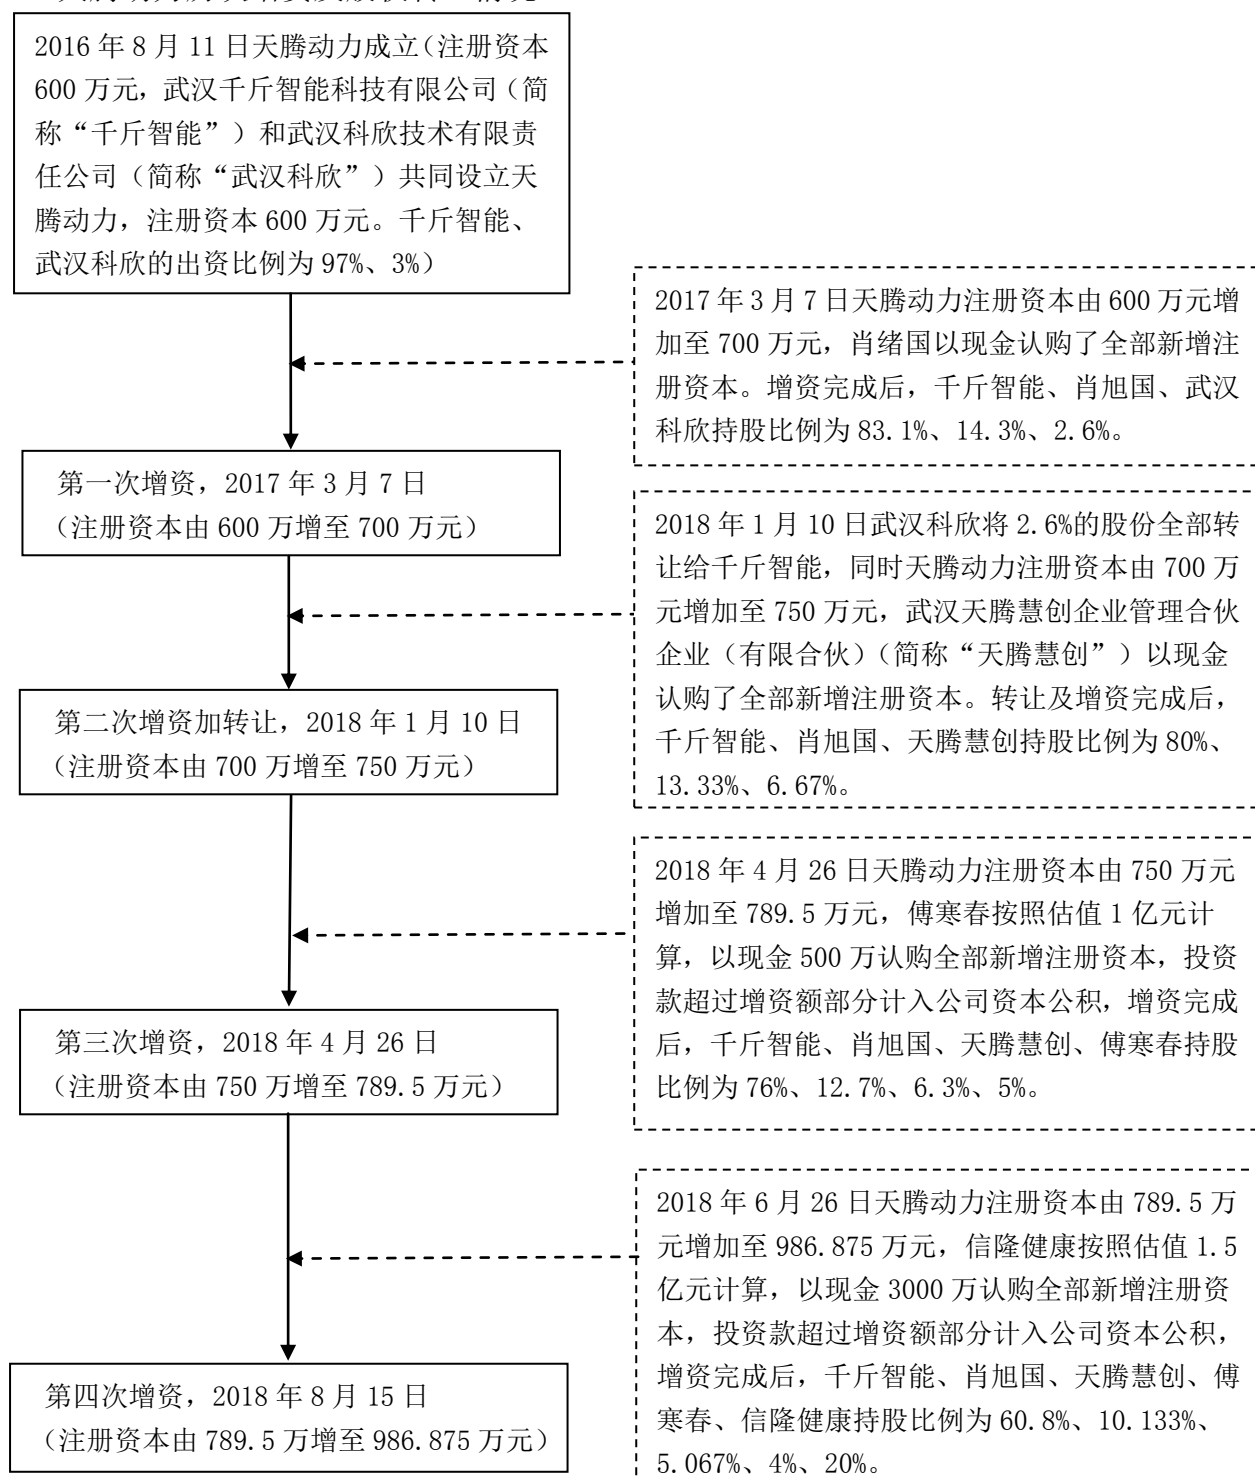 2016 年 8 月 11 日天腾动力成立（注册资本
600 万元，武汉千斤智能科技有限公司（简
称“千斤智能”）和武汉科欣技术有限责
任公司（简称“武汉科欣”）共同设立天
腾动力，注册资本 600 万元。千斤智能、
武汉科欣的出资比例为 97%、3%）
2017 年 3 月 7 日天腾动力注册资本由 600 万元增
加至 700 万元，肖绪国以现金认购了全部新增注
册资本。增资完成后，千斤智能、肖旭国、武汉
科欣持股比例为 83.1%、14.3%、2.6%。
第一次增资，2017 年 3 月 7 日
（注册资本由 600 万增至 700 万元）
2018 年 1 月 10 日武汉科欣将 2.6%的股份全部转
让给千斤智能，同时天腾动力注册资本由 700 万
元增加至 750 万元，武汉天腾慧创企业管理合伙
企业（有限合伙）（简称“天腾慧创”）以现金
认购了全部新增注册资本。转让及增资完成后，
千斤智能、肖旭国、天腾慧创持股比例为 80%、
13.33%、6.67%。
第二次增资加转让，2018 年 1 月 10 日
（注册资本由 700 万增至 750 万元）
2018 年 4 月 26 日天腾动力注册资本由 750 万元
增加至 789.5 万元，傅寒春按照估值 1 亿元计
算，以现金 500 万认购全部新增注册资本，投资
款超过增资额部分计入公司资本公积，增资完成
后，千斤智能、肖旭国、天腾慧创、傅寒春持股
比例为 76%、12.7%、6.3%、5%。
第三次增资，2018 年 4 月 26 日
（注册资本由 750 万增至 789.5 万元）
2018 年 6 月 26 日天腾动力注册资本由 789.5 万
元增加至 986.875 万元，信隆健康按照估值 1.5
亿元计算，以现金 3000 万认购全部新增注册资
本，投资款超过增资额部分计入公司资本公积，
增资完成后，千斤智能、肖旭国、天腾慧创、傅
寒春、信隆健康持股比例为 60.8%、10.133%、
5.067%、4%、20%。
第四次增资，2018 年 8 月 15 日
（注册资本由 789.5 万增至 986.875 万元）